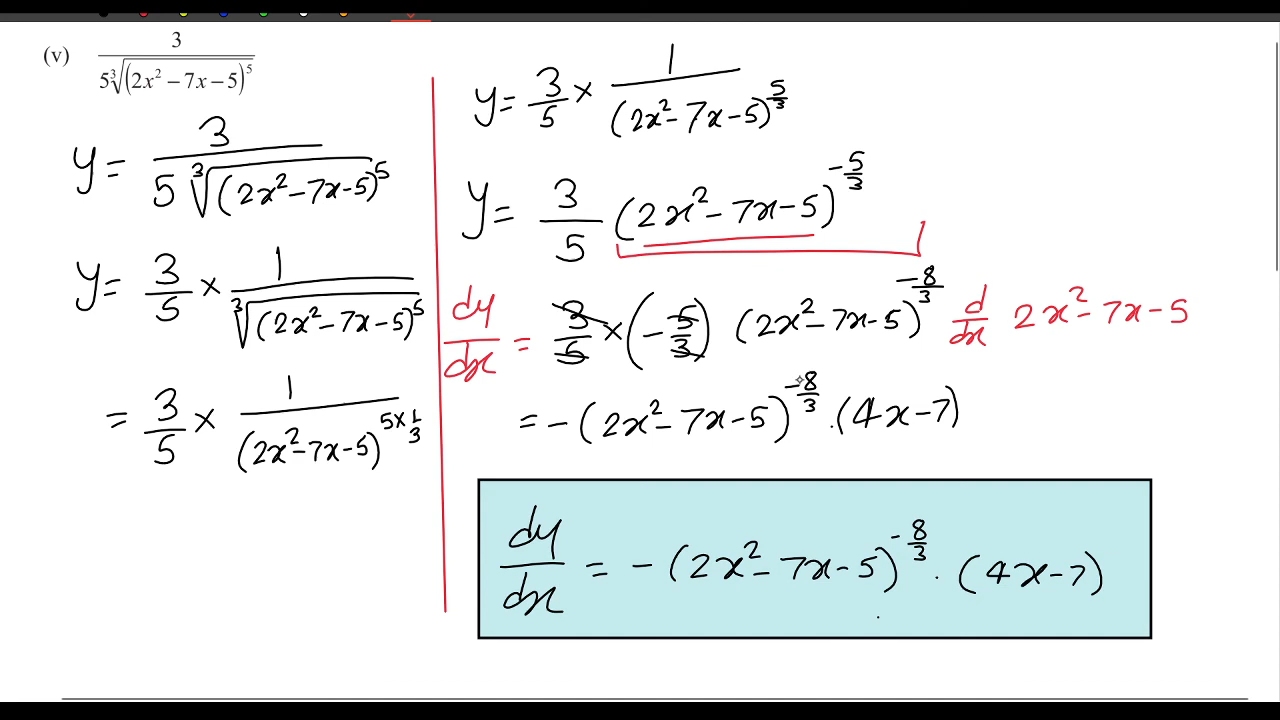 (v) 3 / (5∛(2x² − 7x − 5)⁵)
y = 3 / (5 ∛(2x² − 7x − 5)⁵)
y = 3/5 × 1 / ∛(2x² − 7x − 5)⁵
= 3/5 × 1 / (2x² − 7x − 5)^(5 × 1/3)
y = 3/5 × 1 / (2x² − 7x − 5)^(5/3)
y = 3/5 (2x² − 7x − 5)^(−5/3)
dy/dx = 3/5 × (−5/3) (2x² − 7x − 5)^(−8/3) d/dx 2x² − 7x − 5
= − (2x² − 7x − 5)^(−8/3) . (4x − 7)
dy/dx = − (2x² − 7x − 5)^(−8/3) . (4x − 7)